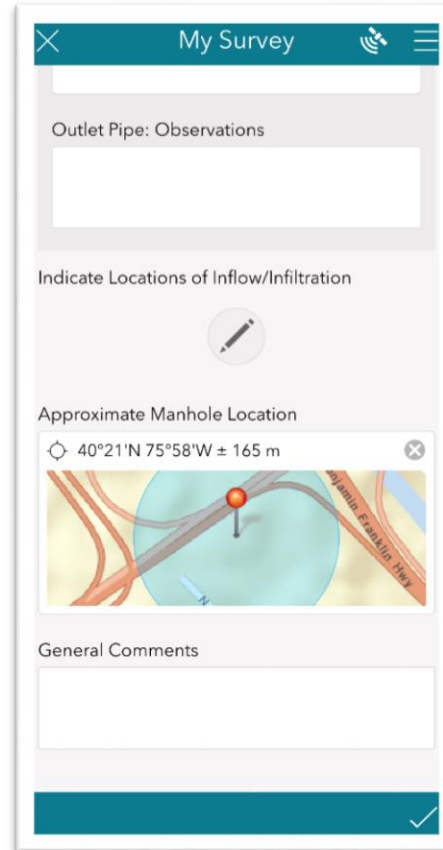 My Survey
Outlet Pipe: Observations
Indicate Locations of Inflow/Infiltration
Approximate Manhole Location
40°21'N 75°58'W ± 165 m
Benjamin Franklin Hwy
N
General Comments